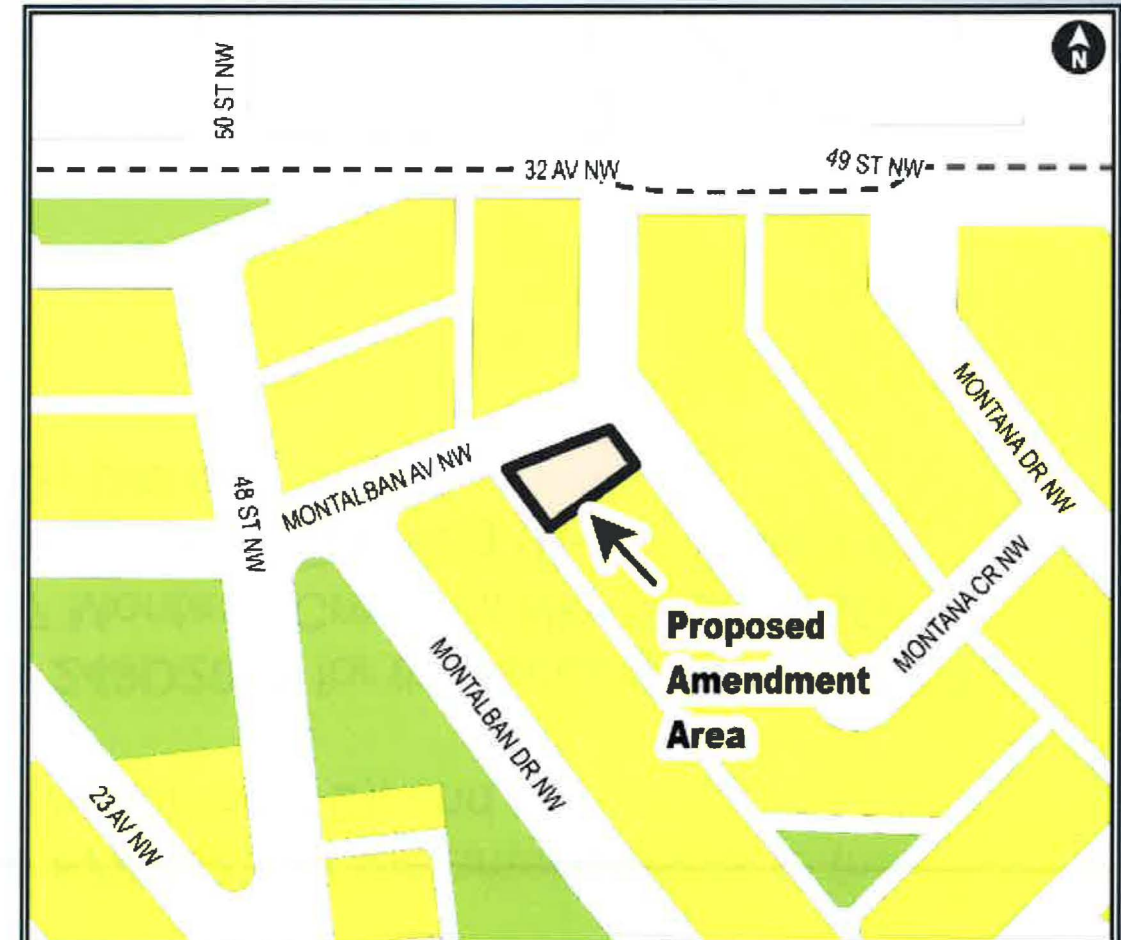 N
50 ST NW
32 AV NW
49 ST NW
MONTANA DR NW
MONTALBAN AV NW
48 ST NW
MONTANA CR NW
Proposed
Amendment
Area
MONTALBAN DR NW
23 AV NW